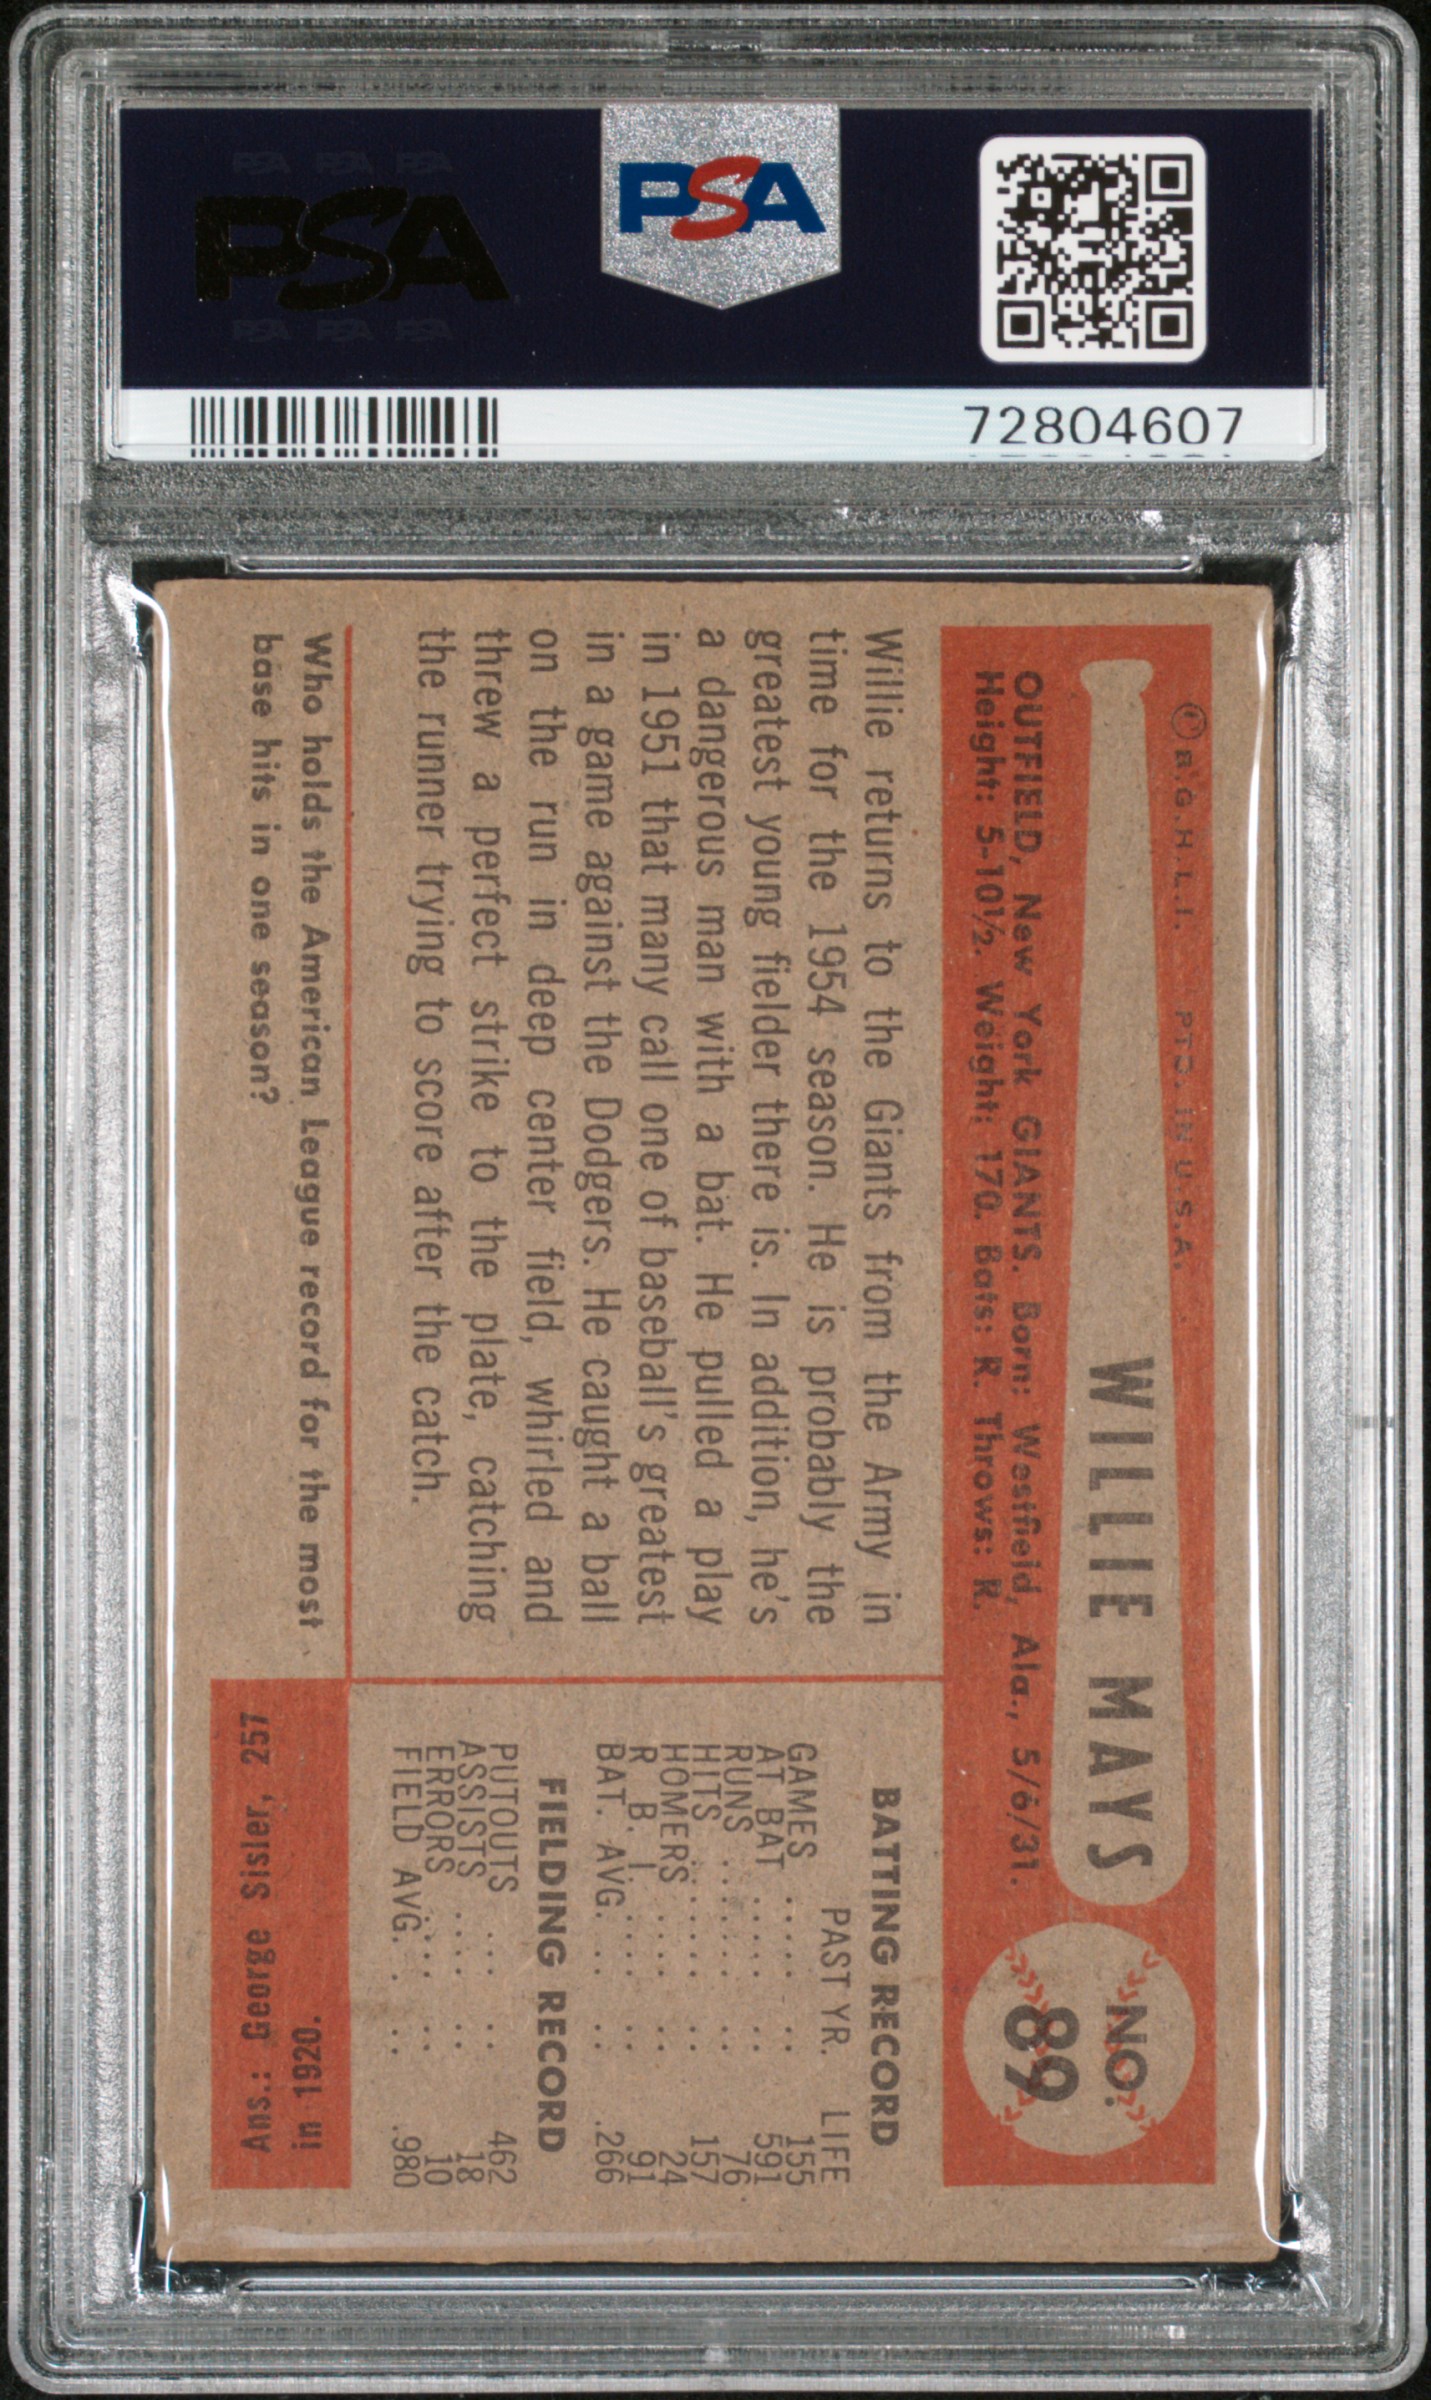 PSA PSA PSA
PSA
PSA PSA PSA
PSA
72804607
Ⓣ B.G.H.L.I. PTD. IN U.S.A.
WILLIE MAYS
NO.
89
OUTFIELD, New York GIANTS. Born: Westfield, Ala., 5/6/31.
Height: 5-10½. Weight: 170. Bats: R. Throws: R.
Willie returns to the Giants from the Army in
time for the 1954 season. He is probably the
greatest young fielder there is. In addition, he's
a dangerous man with a bat. He pulled a play
in 1951 that many call one of baseball's greatest
in a game against the Dodgers. He caught a ball
on the run in deep center field, whirled and
threw a perfect strike to the plate, catching
the runner trying to score after the catch.
BATTING RECORD
PAST YR. LIFE
GAMES ..... .. 155
AT BAT ..... .. 591
RUNS ...... .. 76
HITS ...... .. 157
HOMERS .... .. 24
R. B. I. ..... .. 91
BAT. AVG. .. .. .266
FIELDING RECORD
PUTOUTS ... .. 462
ASSISTS .... .. 18
ERRORS .... .. 10
FIELD AVG. . .. .980
Who holds the American League record for the most
base hits in one season?
Ans.: George Sisler, 257
in 1920.